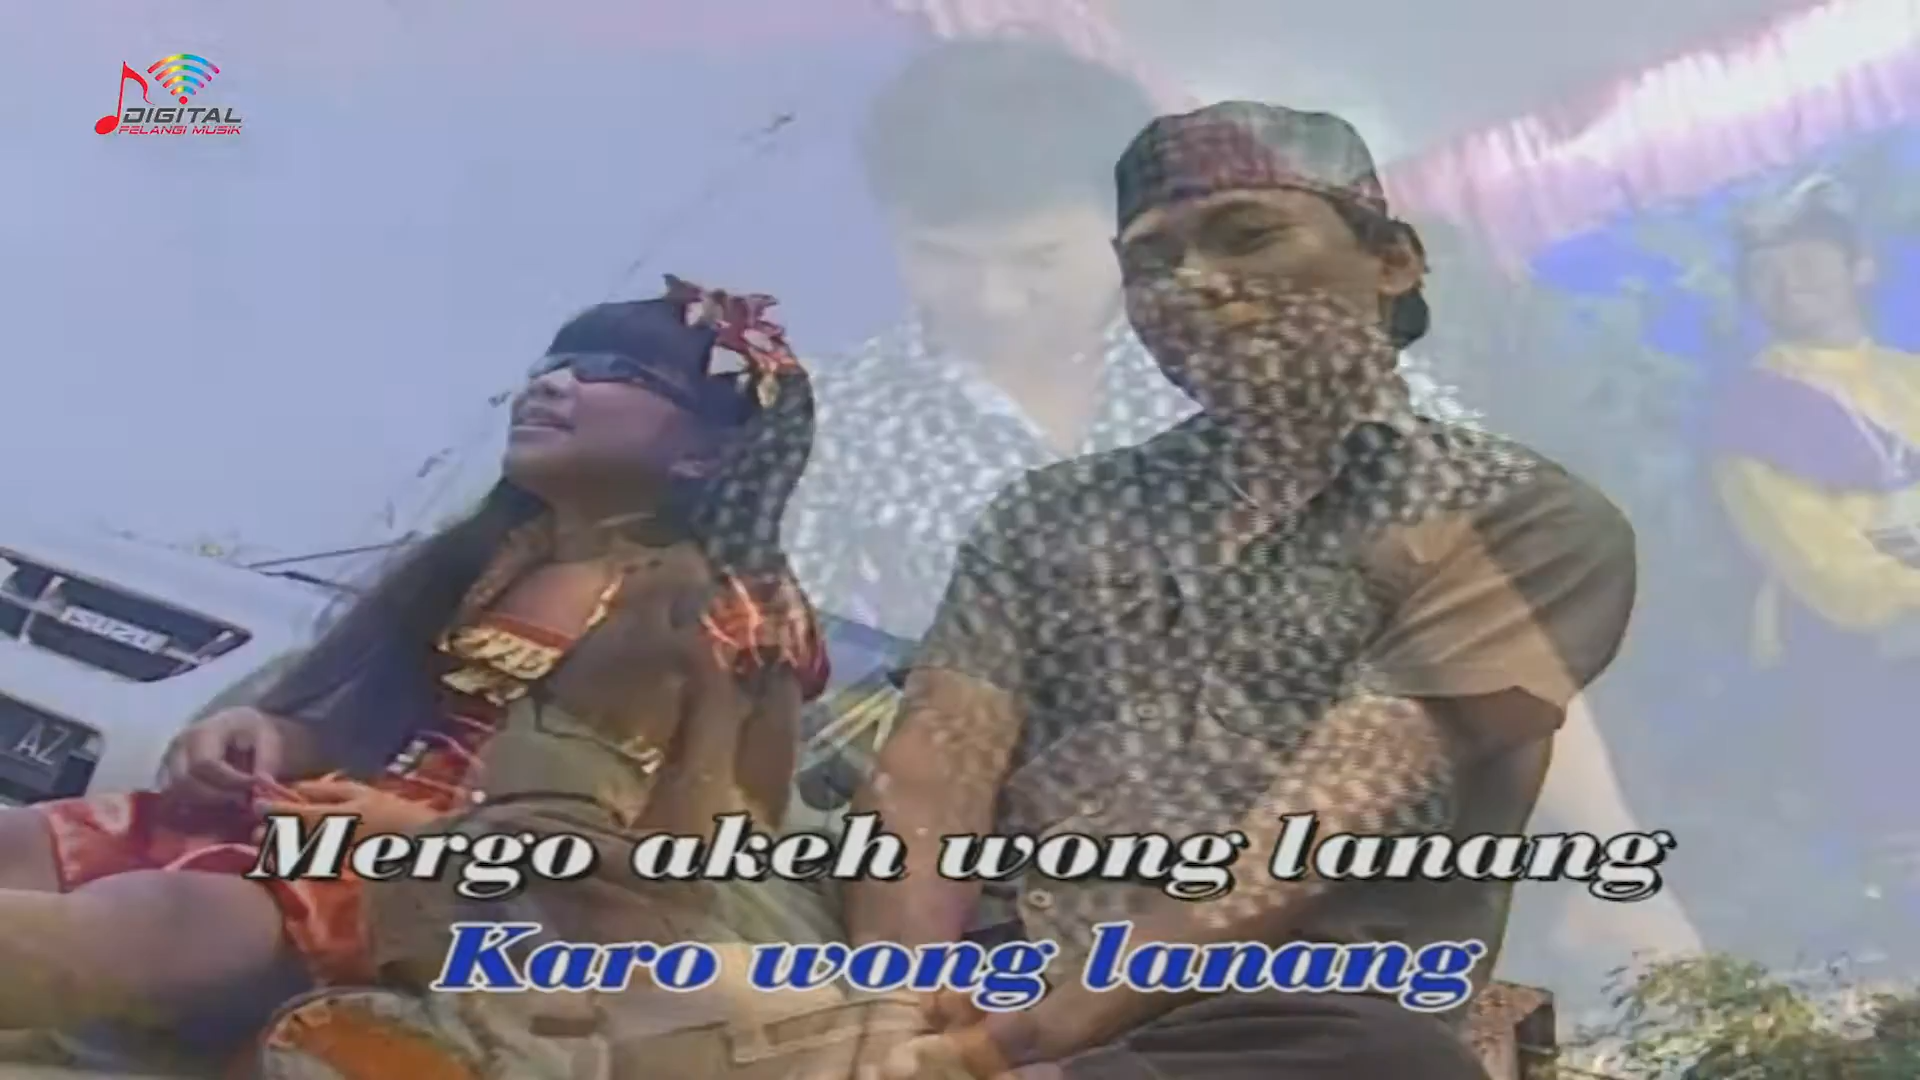 DIGITAL
PELANGI MUSIK
ISUZU
AZ
Mergo akeh wong lanang
Karo wong lanang